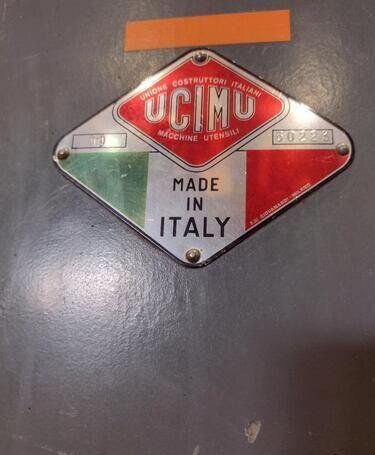 UNIONE COSTRUTTORI ITALIANI
UCIMU
MACCHINE UTENSILI
MADE
IN
ITALY